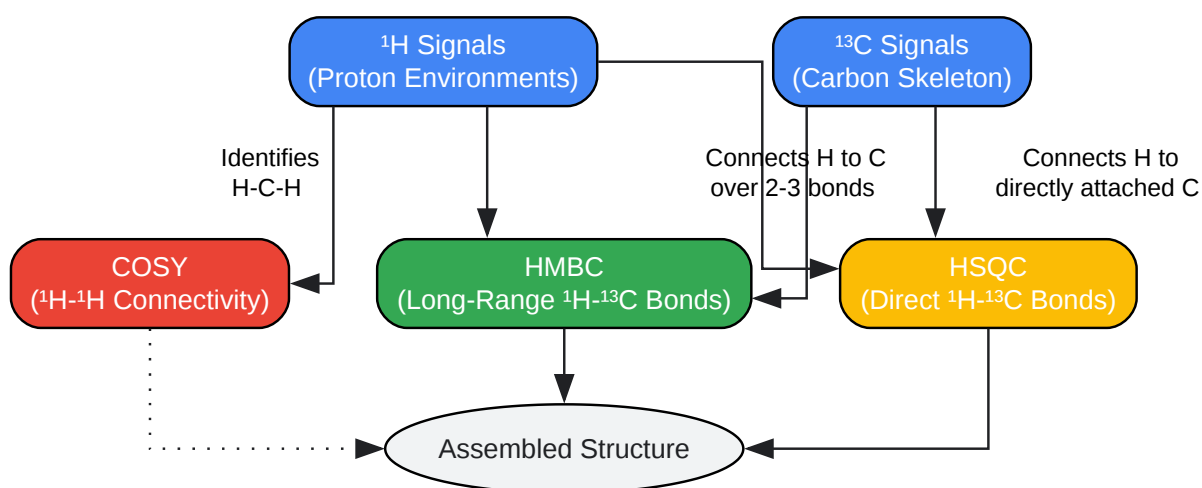 ¹H Signals
(Proton Environments)
¹³C Signals
(Carbon Skeleton)
Identifies
H-C-H
Connects H to C
over 2-3 bonds
Connects H to
directly attached C
COSY
(¹H-¹H Connectivity)
HMBC
(Long-Range ¹H-¹³C Bonds)
HSQC
(Direct ¹H-¹³C Bonds)
Assembled Structure